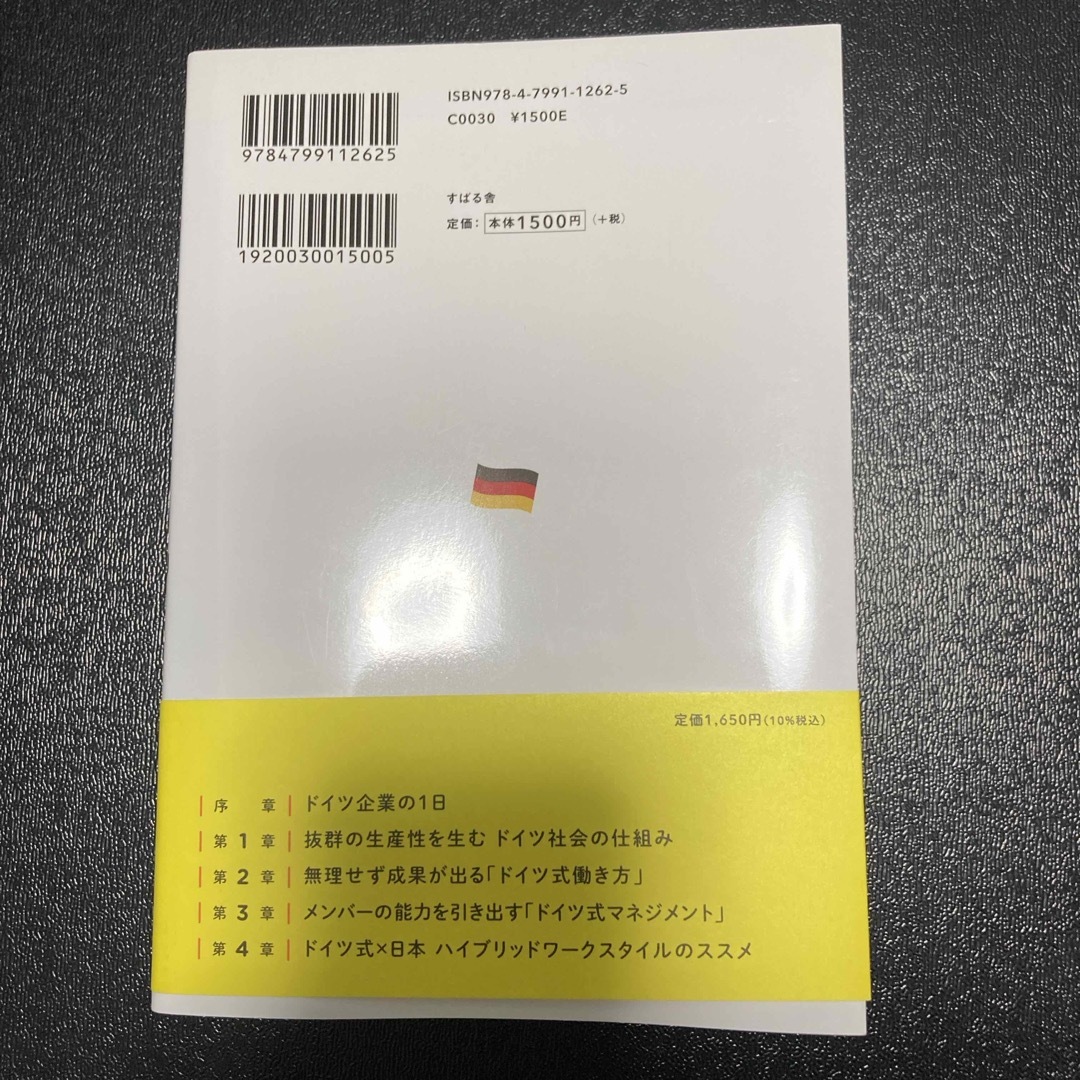 ISBN978-4-7991-1262-5
C0030 ¥1500E
9784799112625
すばる舎
定価：本体1500円（+税）
1920030015005
定価1,650円（10%税込）
序 章 ドイツ企業の1日
第1章 抜群の生産性を生む ドイツ社会の仕組み
第2章 無理せず成果が出る「ドイツ式働き方」
第3章 メンバーの能力を引き出す「ドイツ式マネジメント」
第4章 ドイツ式×日本 ハイブリッドワークスタイルのススメ